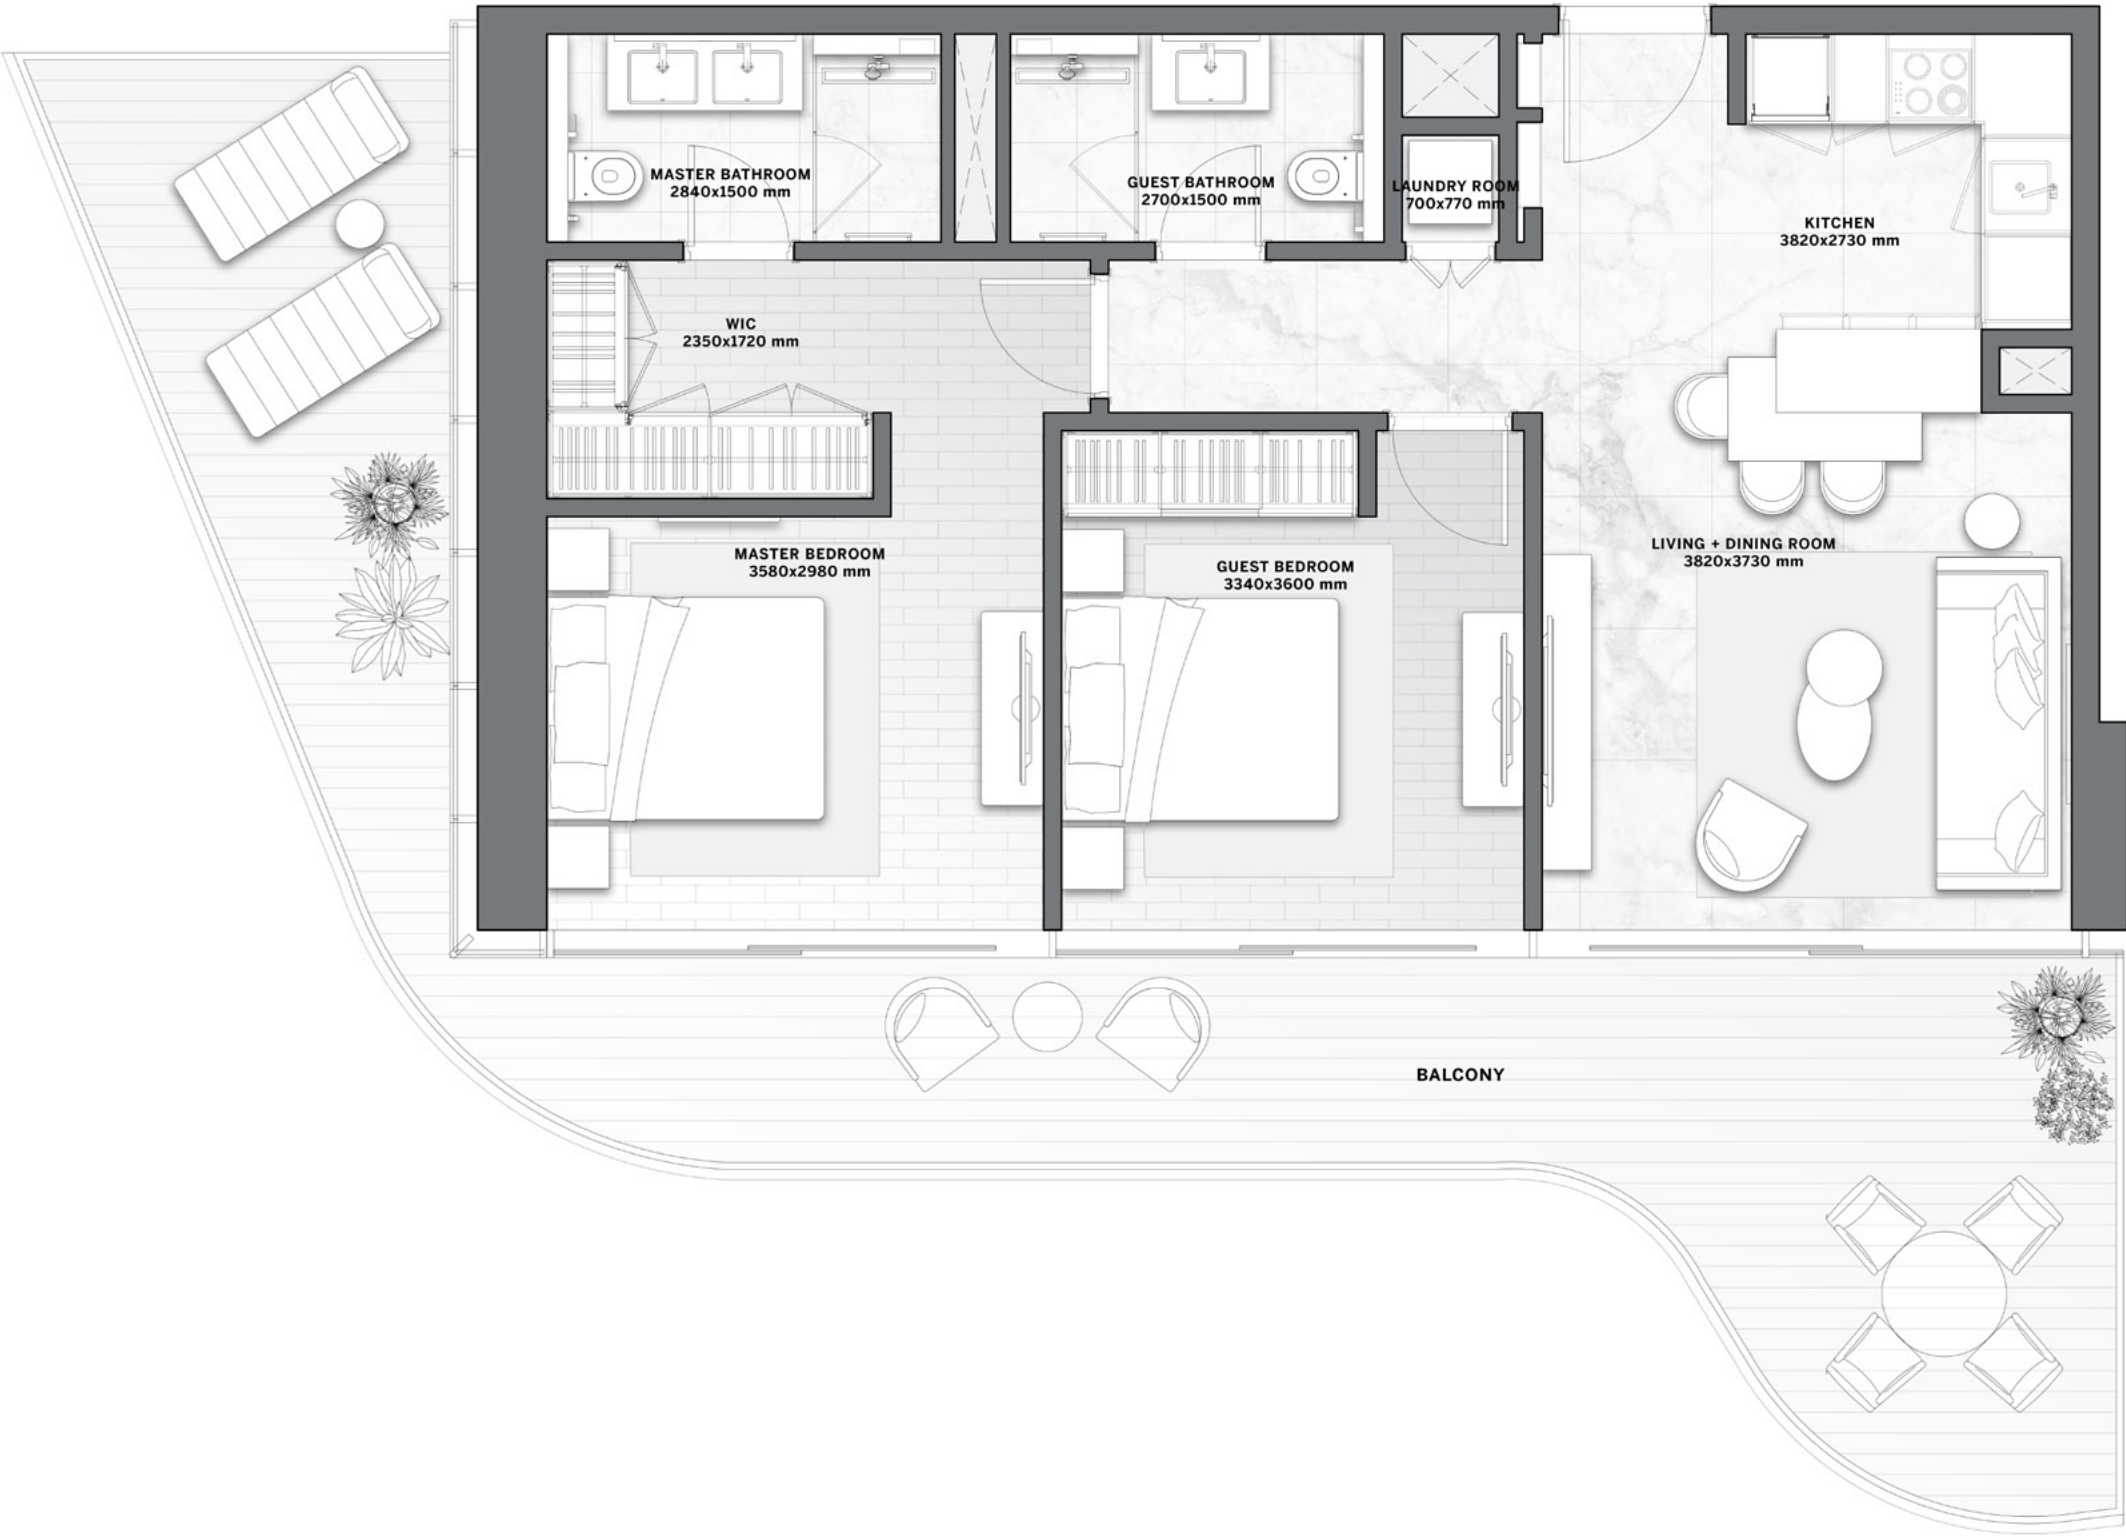 MASTER BATHROOM
2840x1500 mm
GUEST BATHROOM
2700x1500 mm
LAUNDRY ROOM
700x770 mm
KITCHEN
3820x2730 mm
WIC
2350x1720 mm
MASTER BEDROOM
3580x2980 mm
GUEST BEDROOM
3340x3600 mm
LIVING + DINING ROOM
3820x3730 mm
BALCONY